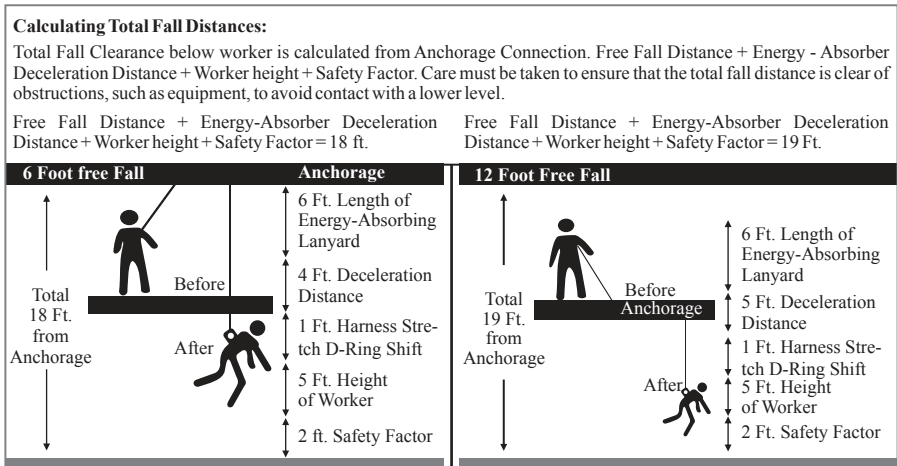 Calculating Total Fall Distances:
Total Fall Clearance below worker is calculated from Anchorage Connection. Free Fall Distance + Energy - Absorber
Deceleration Distance + Worker height + Safety Factor. Care must be taken to ensure that the total fall distance is clear of
obstructions, such as equipment, to avoid contact with a lower level.
Free Fall Distance + Energy-Absorber Deceleration
Distance + Worker height + Safety Factor = 18 ft.
Free Fall Distance + Energy-Absorber Deceleration
Distance + Worker height + Safety Factor = 19 Ft.
6 Foot free Fall
Anchorage
Total
18 Ft.
from
Anchorage
Before
After
6 Ft. Length of
Energy-Absorbing
Lanyard
4 Ft. Deceleration
Distance
1 Ft. Harness Stre-
tch D-Ring Shift
5 Ft. Height
of Worker
2 ft. Safety Factor
12 Foot Free Fall
Total
19 Ft.
from
Anchorage
Before
Anchorage
After
6 Ft. Length of
Energy-Absorbing
Lanyard
5 Ft. Deceleration
Distance
1 Ft. Harness Stre-
tch D-Ring Shift
5 Ft. Height
of Worker
2 Ft. Safety Factor